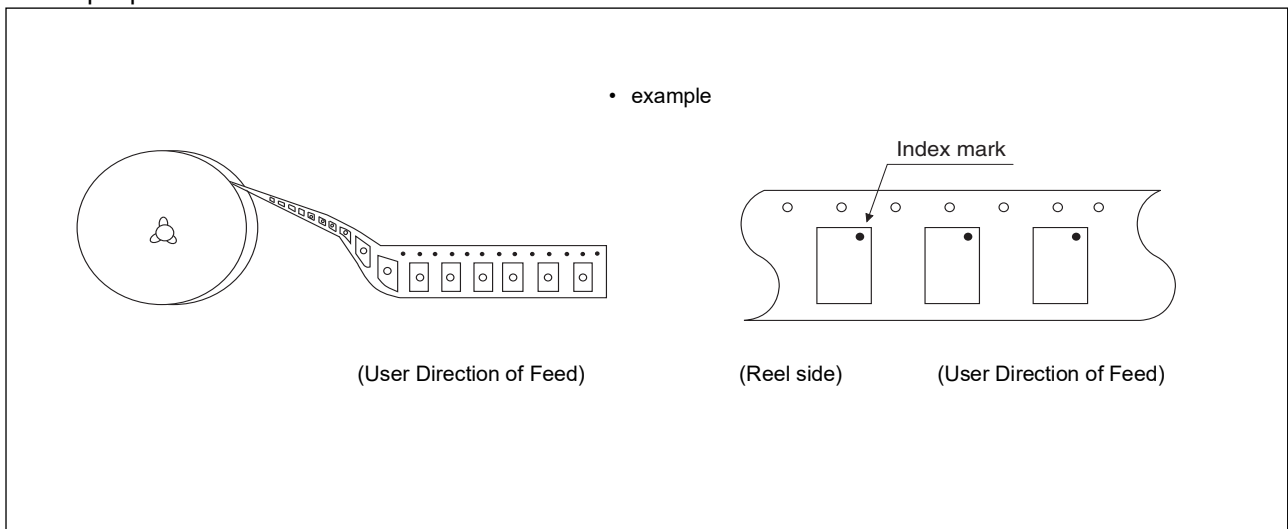 • example
Index mark
(User Direction of Feed)
(Reel side)
(User Direction of Feed)